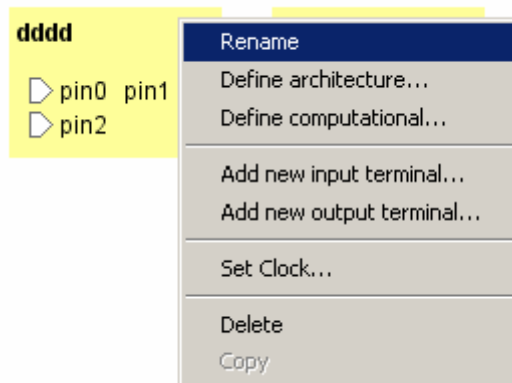 dddd
pin0 pin1
pin2
Rename
Define architecture...
Define computational...
Add new input terminal...
Add new output terminal...
Set Clock...
Delete
Copy